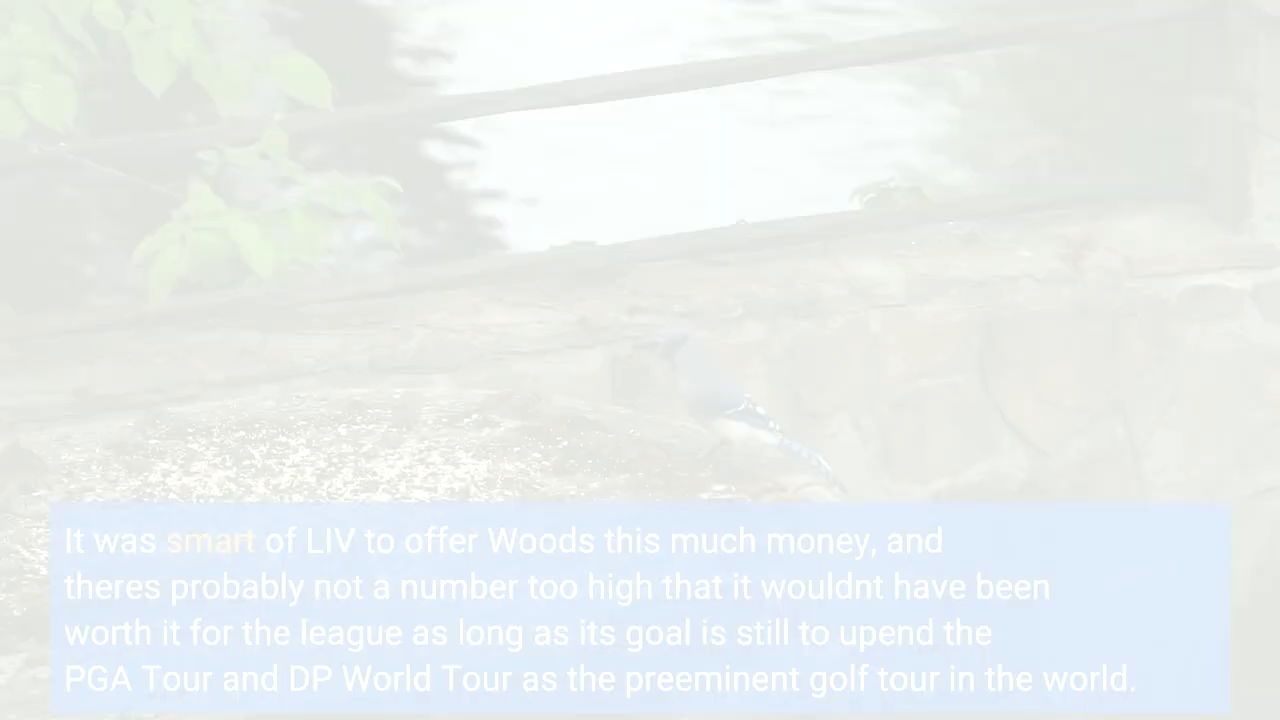 It was smart of LIV to offer Woods this much money, and
theres probably not a number too high that it wouldnt have been
worth it for the league as long as its goal is still to upend the
PGA Tour and DP World Tour as the preeminent golf tour in the world.